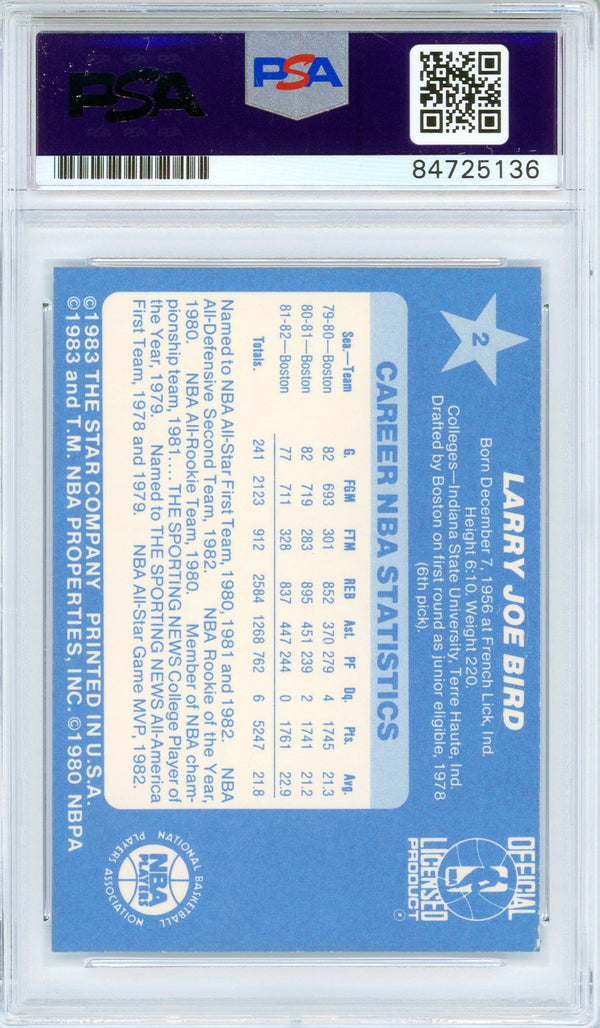 PSA
PSA
84725136
2
LARRY JOE BIRD
Born December 7, 1956 at French Lick, Ind.
Height 6:10. Weight 220.
Colleges—Indiana State University, Terre Haute, Ind.
Drafted by Boston on first round as junior eligible, 1978
(6th pick).
OFFICIAL
LICENSED
PRODUCT
CAREER NBA STATISTICS
Sea.—Team G. FGM FTM REB Ast. PF Dq. Pts. Avg.
79-80—Boston 82 693 301 852 370 279 4 1745 21.3
80-81—Boston 82 719 283 895 451 239 2 1741 21.2
81-82—Boston 77 711 328 837 447 244 0 1761 22.9
Totals. 241 2123 912 2584 1268 762 6 5247 21.8
Named to NBA All-Star First Team, 1980, 1981 and 1982. NBA
All-Defensive Second Team, 1982. NBA Rookie of the Year,
1980. NBA All-Rookie Team, 1980. Member of NBA cham-
pionship team, 1981.... THE SPORTING NEWS College Player of
the Year, 1979. Named to THE SPORTING NEWS All-America
First Team, 1978 and 1979. NBA All-Star Game MVP, 1982.
NATIONAL BASKETBALL
NBA
PLAYERS
PLAYERS ASSOCIATION
©1983 THE STAR COMPANY PRINTED IN U.S.A.
©1983 and T.M. NBA PROPERTIES, INC. ©1980 NBPA